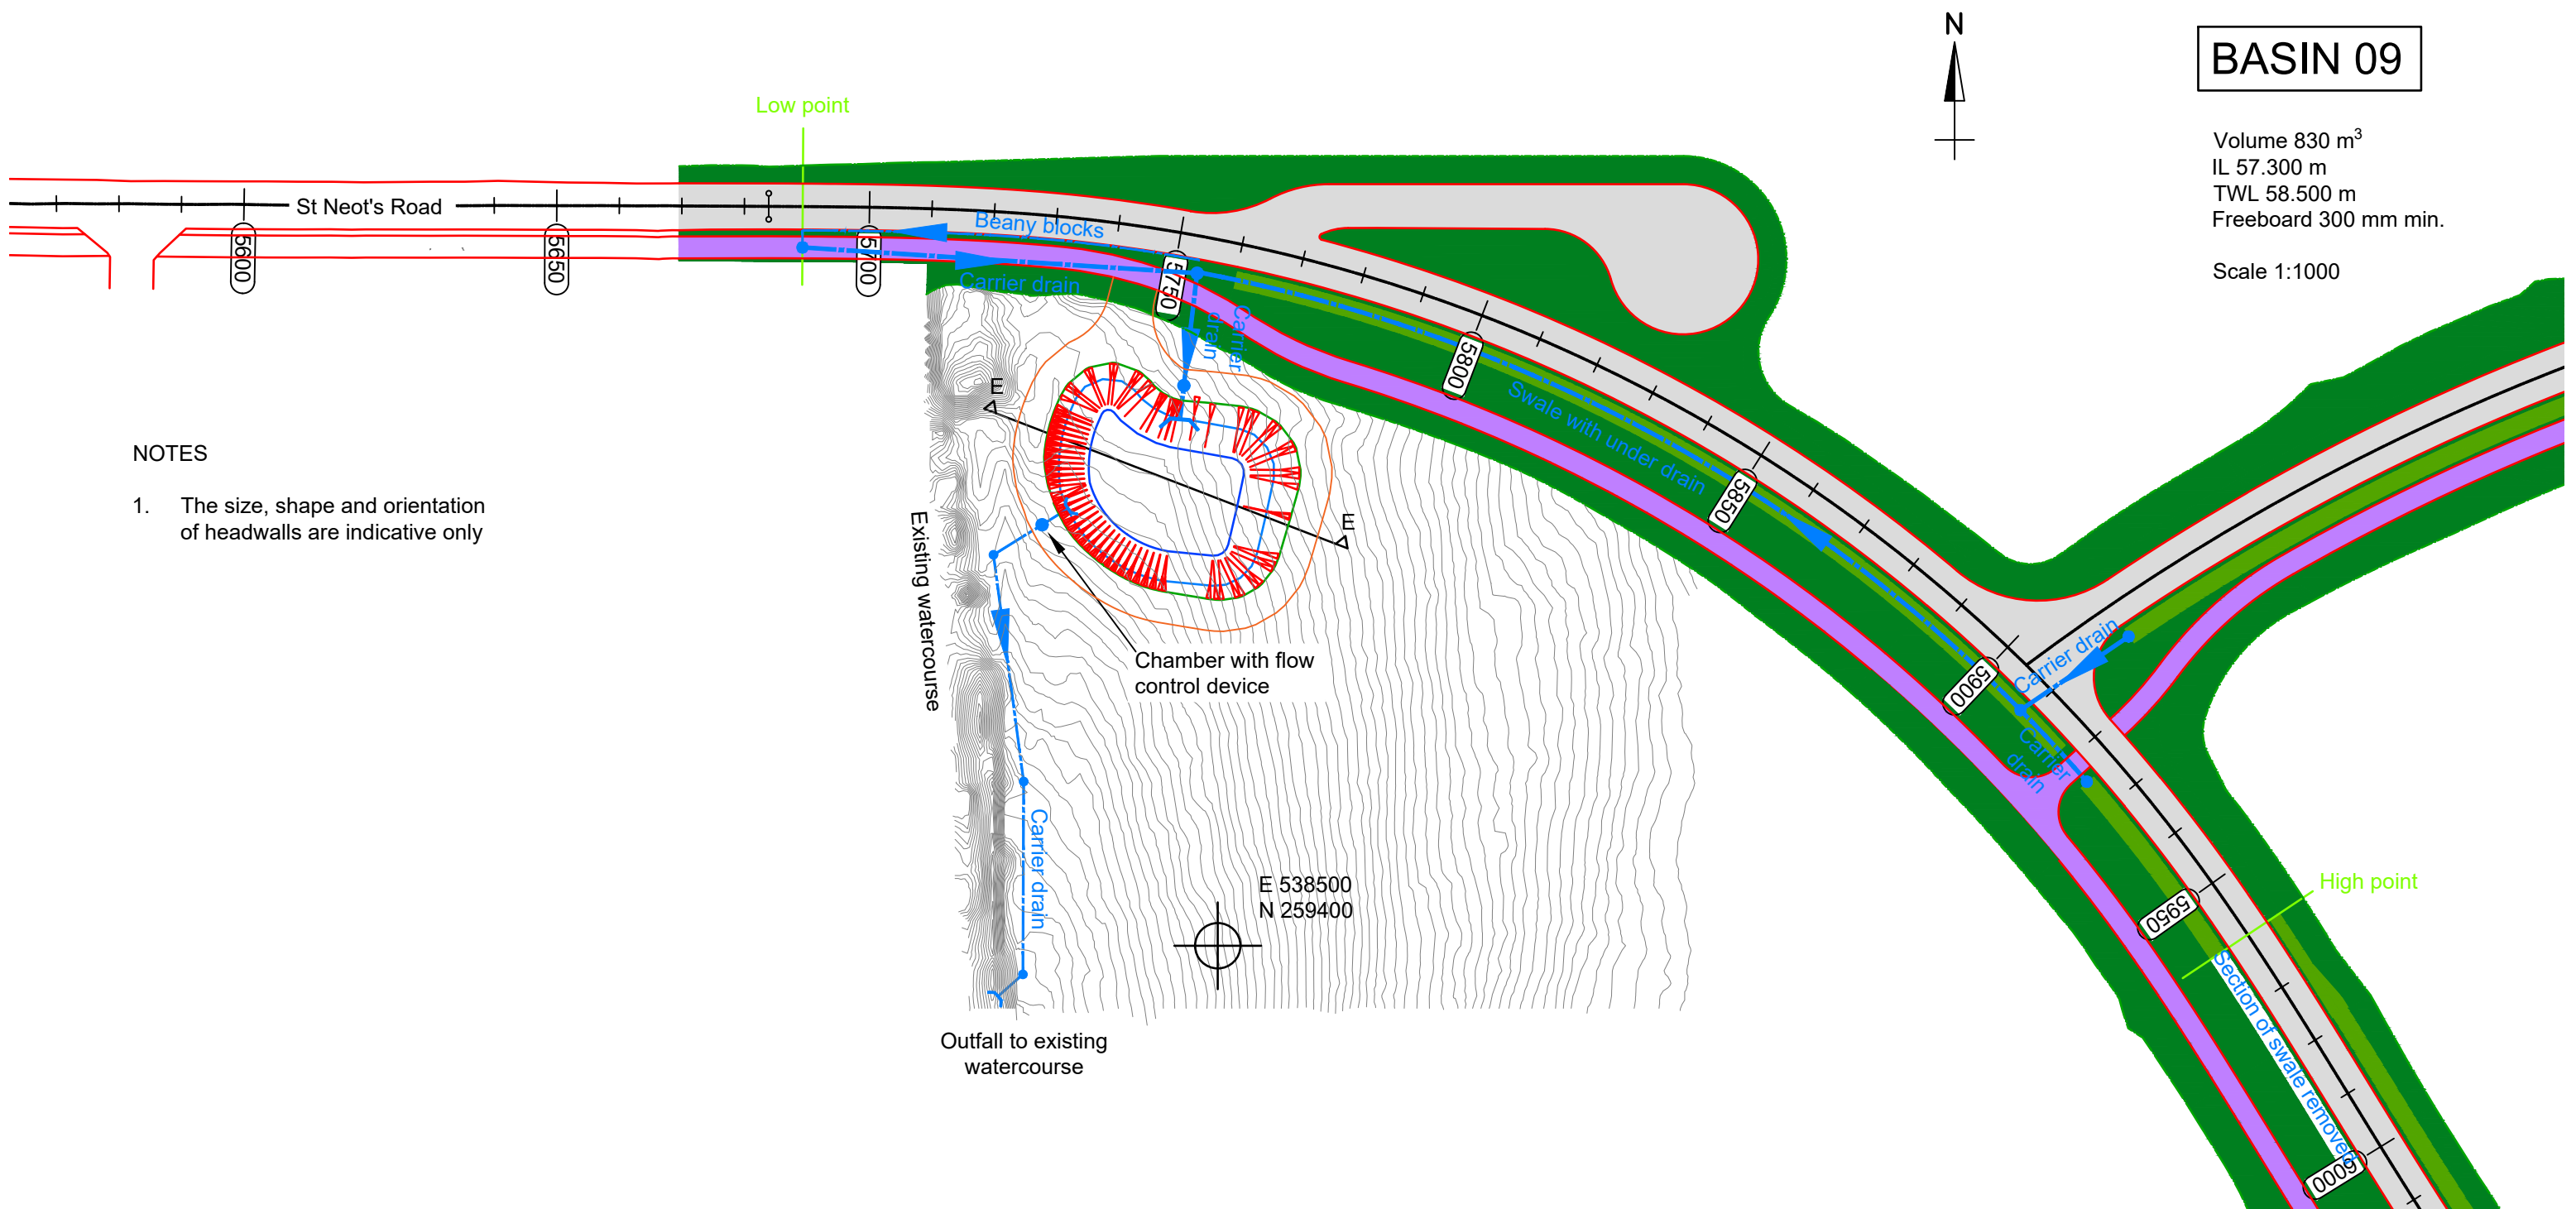 N
BASIN 09
Low point
Volume 830 m³
IL 57.300 m
TWL 58.500 m
Freeboard 300 mm min.
Scale 1:1000
St Neot's Road
Beany blocks
5600
5650
5700
5750
Carrier drain
Carrier
drain
5800
E
Swale with under drain
NOTES
1. The size, shape and orientation
of headwalls are indicative only
5850
E
Existing watercourse
Chamber with flow
control device
Carrier drain
5900
Carrier
drain
Carrier drain
E 538500
N 259400
High point
5950
Section of swale removed
Outfall to existing
watercourse
6000